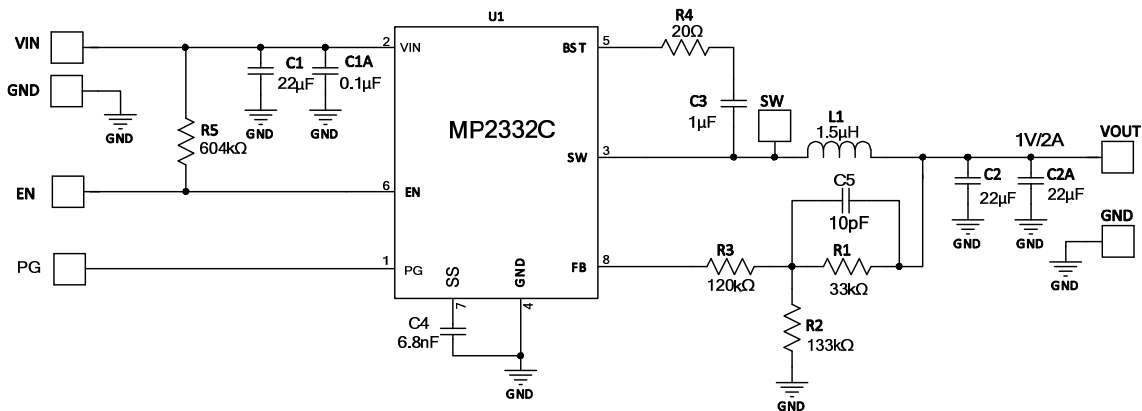 U1
R4
20Ω
VIN
2
VIN
BST
5
C1
22µF
C1A
0.1µF
GND
GND
GND
GND
C3
1µF
SW
R5
604kΩ
MP2332C
L1
1.5µH
1V/2A
VOUT
SW
3
EN
6
EN
C5
10pF
C2
22µF
C2A
22µF
GND
GND
GND
GND
PG
1
PG
FB
8
R3
120kΩ
R1
33kΩ
SS
GND
7
4
C4
6.8nF
R2
133kΩ
GND
GND